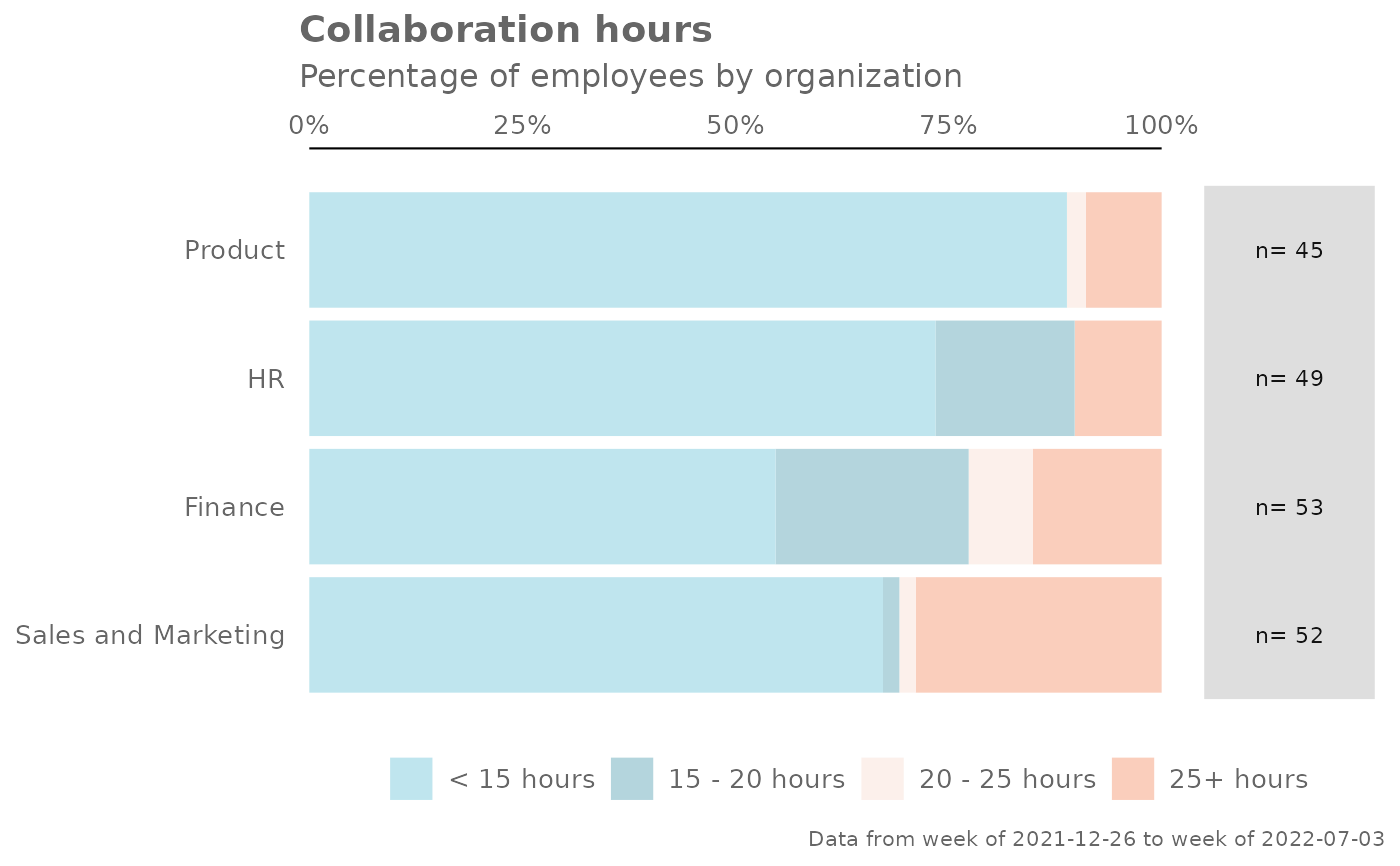 Collaboration hours
Percentage of employees by organization
0% 25% 50% 75% 100%
Product n= 45
HR n= 49
Finance n= 53
Sales and Marketing n= 52
< 15 hours 15 - 20 hours 20 - 25 hours 25+ hours
Data from week of 2021-12-26 to week of 2022-07-03